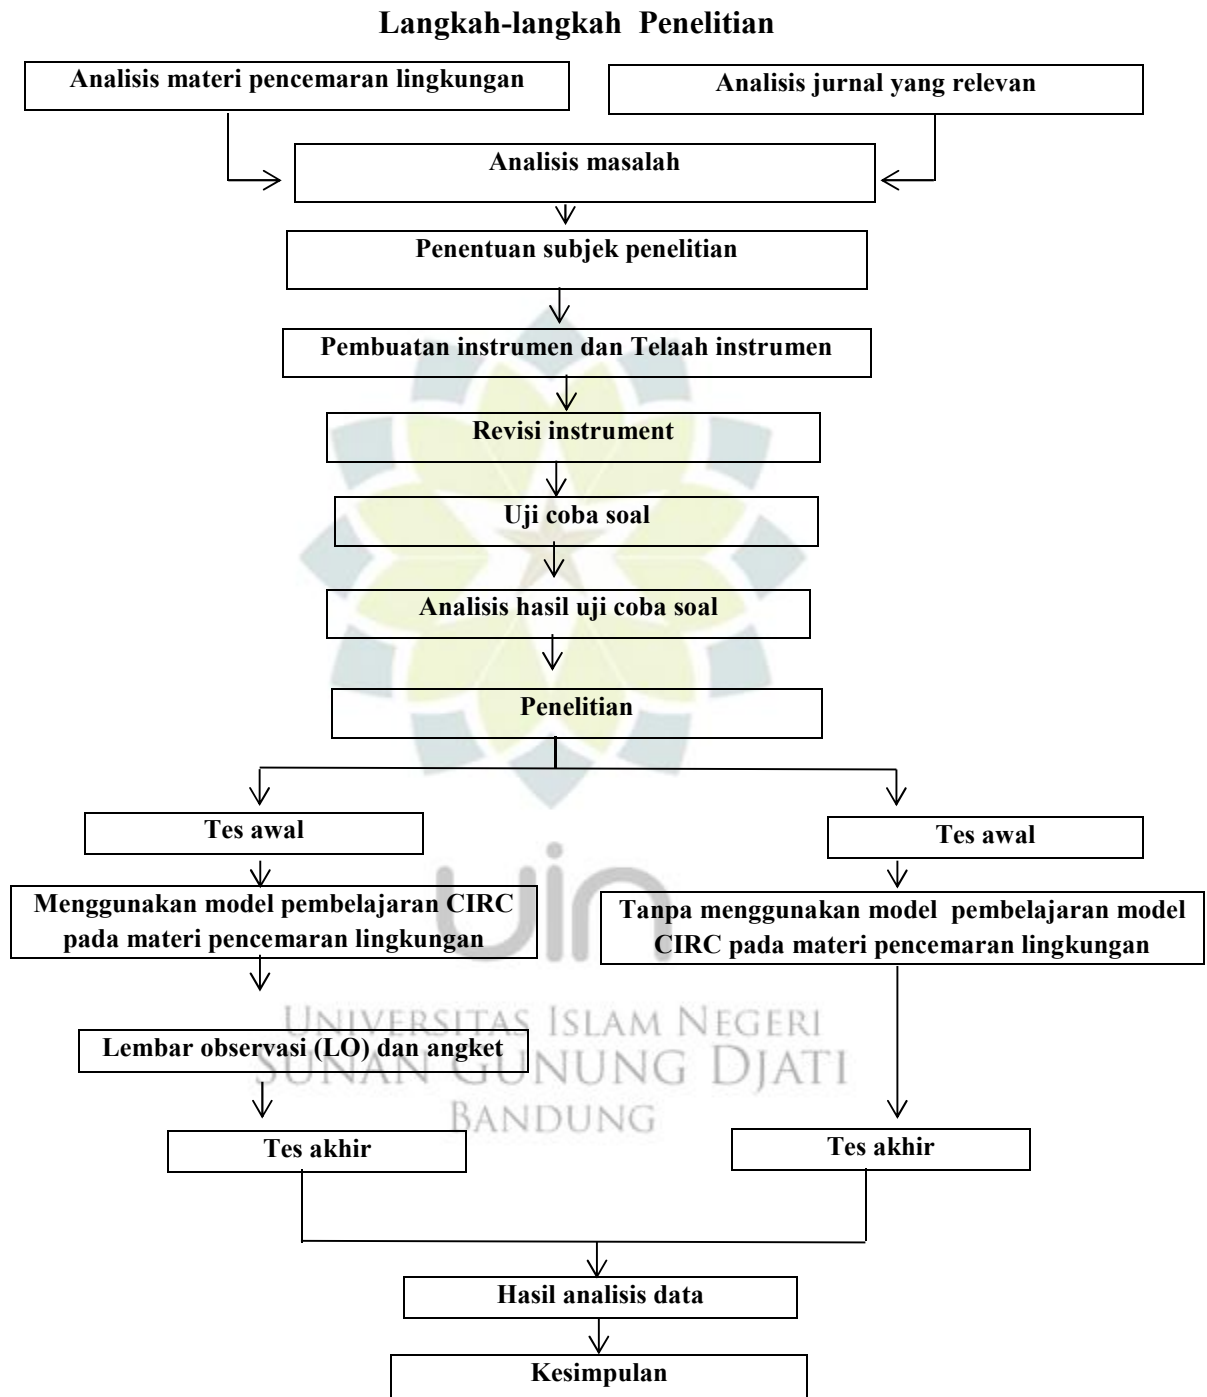 Langkah-langkah Penelitian
Analisis materi pencemaran lingkungan
Analisis jurnal yang relevan
Analisis masalah
Penentuan subjek penelitian
Pembuatan instrumen dan Telaah instrumen
Revisi instrument
Uji coba soal
Analisis hasil uji coba soal
Penelitian
Tes awal
Tes awal
Menggunakan model pembelajaran CIRC
pada materi pencemaran lingkungan
Tanpa menggunakan model pembelajaran model
CIRC pada materi pencemaran lingkungan
uin
UNIVERSITAS ISLAM NEGERI
SUNAN GUNUNG DJATI
BANDUNG
Lembar observasi (LO) dan angket
Tes akhir
Tes akhir
Hasil analisis data
Kesimpulan